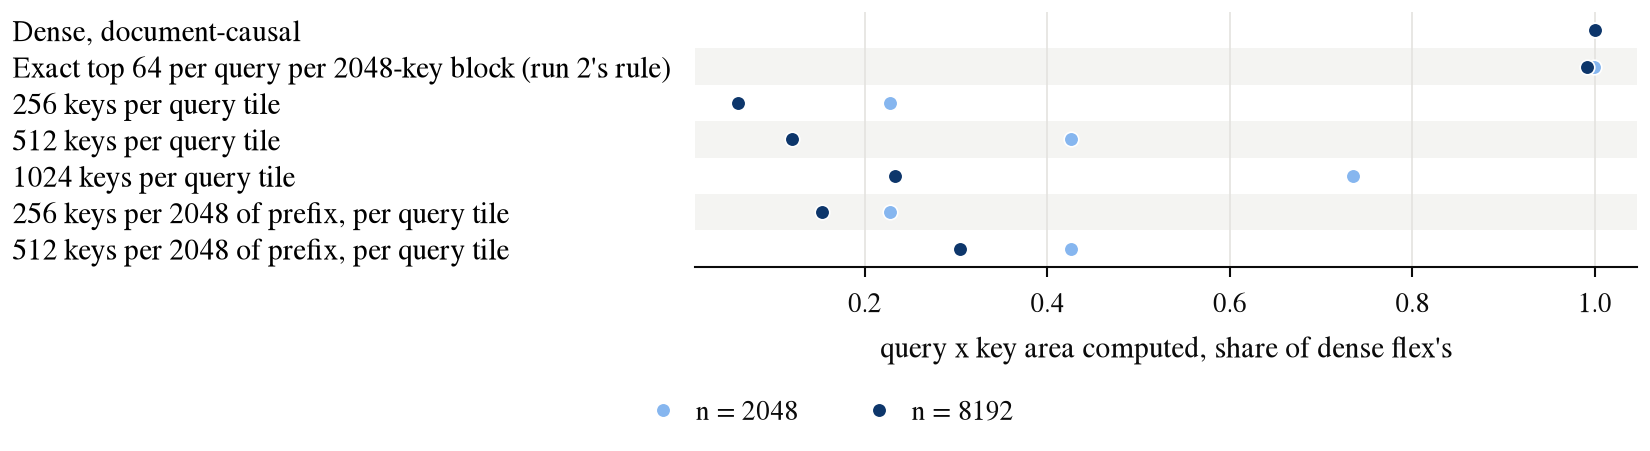 Dense, document-causal
Exact top 64 per query per 2048-key block (run 2's rule)
256 keys per query tile
512 keys per query tile
1024 keys per query tile
256 keys per 2048 of prefix, per query tile
512 keys per 2048 of prefix, per query tile
0.2 0.4 0.6 0.8 1.0
query x key area computed, share of dense flex's
n = 2048 n = 8192